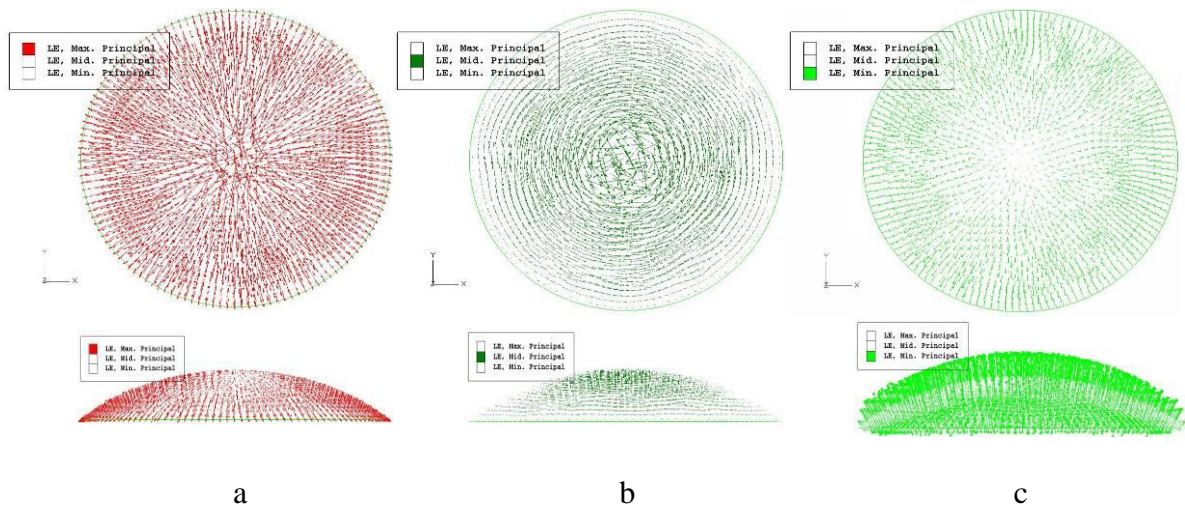 LE, Max. Principal
LE, Mid. Principal
LE, Min. Principal
LE, Max. Principal
LE, Mid. Principal
LE, Min. Principal
LE, Max. Principal
LE, Mid. Principal
LE, Min. Principal
Y
Z X
Y
Z X
Y
Z X
LE, Max. Principal
LE, Mid. Principal
LE, Min. Principal
LE, Max. Principal
LE, Mid. Principal
LE, Min. Principal
LE, Max. Principal
LE, Mid. Principal
LE, Min. Principal
a b c